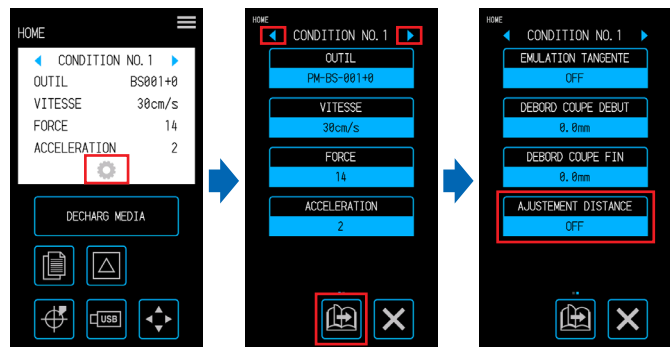 HOME
CONDITION NO. 1
OUTIL BS001+0
VITESSE 30cm/s
FORCE 14
ACCELERATION 2
DECHARG MEDIA
USB
HOME
CONDITION NO. 1
OUTIL
PM-BS-001+0
VITESSE
30cm/s
FORCE
14
ACCELERATION
2
HOME
CONDITION NO. 1
EMULATION TANGENTE
OFF
DEBORD COUPE DEBUT
0.0mm
DEBORD COUPE FIN
0.0mm
AJUSTEMENT DISTANCE
OFF